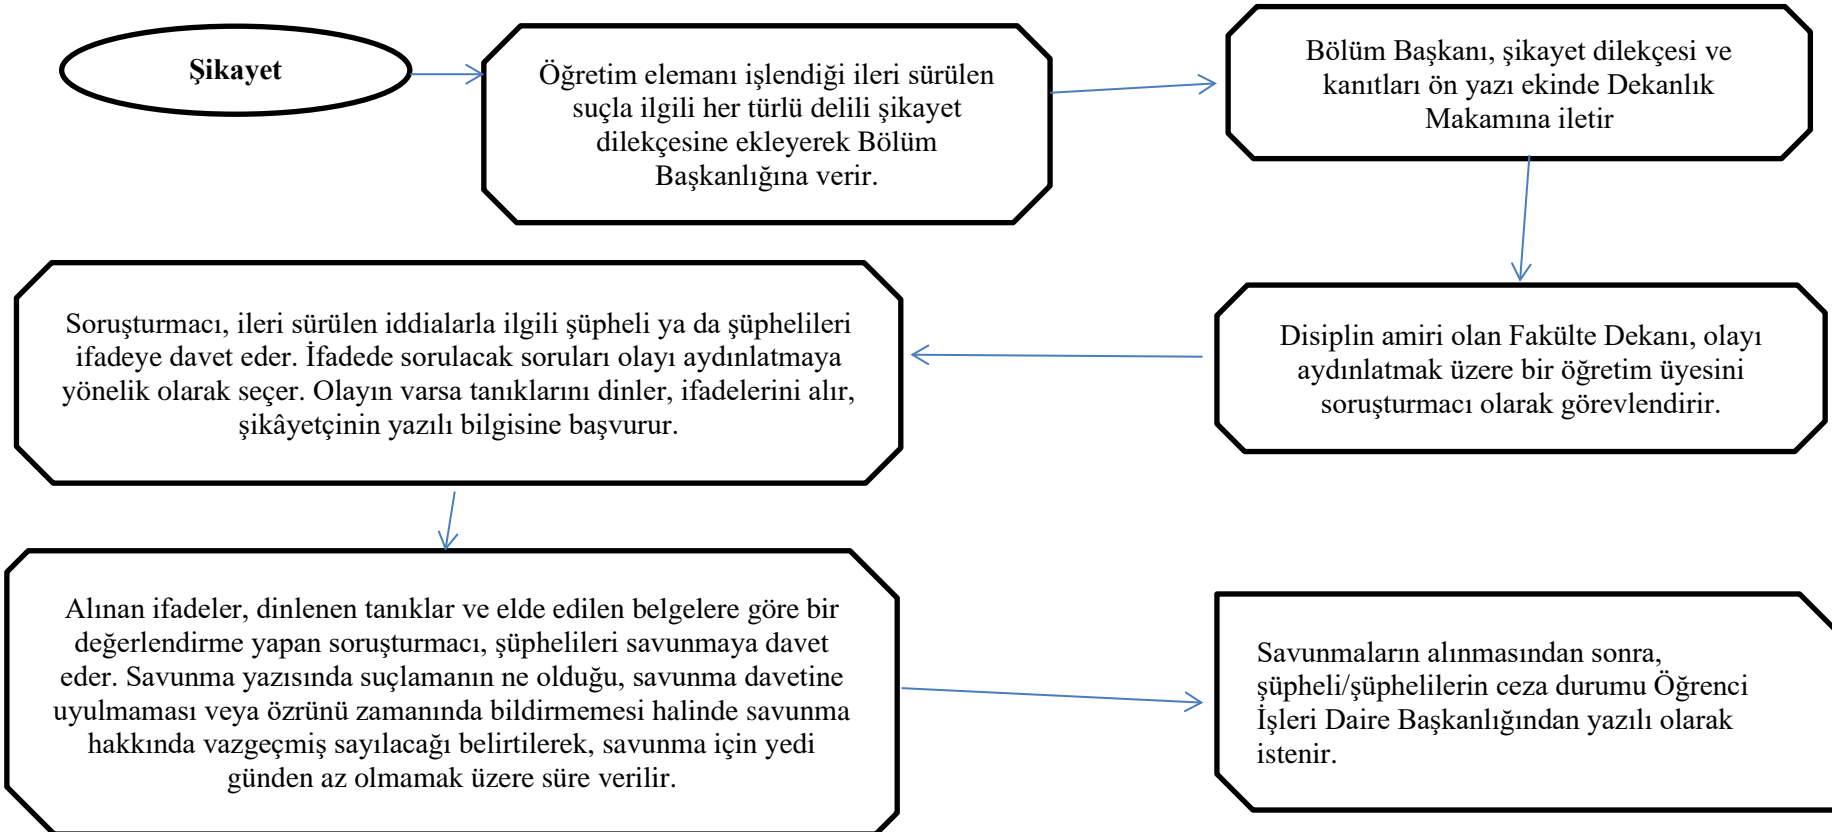 Şikayet
Öğretim elemanı işlendiği ileri sürülen
suçla ilgili her türlü delili şikayet
dilekçesine ekleyerek Bölüm
Başkanlığına verir.
Bölüm Başkanı, şikayet dilekçesi ve
kanıtları ön yazı ekinde Dekanlık
Makamına iletir
Disiplin amiri olan Fakülte Dekanı, olayı
aydınlatmak üzere bir öğretim üyesini
soruşturmacı olarak görevlendirir.
Soruşturmacı, ileri sürülen iddialarla ilgili şüpheli ya da şüphelileri
ifadeye davet eder. İfadede sorulacak soruları olayı aydınlatmaya
yönelik olarak seçer. Olayın varsa tanıklarını dinler, ifadelerini alır,
şikâyetçinin yazılı bilgisine başvurur.
Alınan ifadeler, dinlenen tanıklar ve elde edilen belgelere göre bir
değerlendirme yapan soruşturmacı, şüphelileri savunmaya davet
eder. Savunma yazısında suçlamanın ne olduğu, savunma davetine
uyulmaması veya özrünü zamanında bildirmemesi halinde savunma
hakkında vazgeçmiş sayılacağı belirtilerek, savunma için yedi
günden az olmamak üzere süre verilir.
Savunmaların alınmasından sonra,
şüpheli/şüphelilerin ceza durumu Öğrenci
İşleri Daire Başkanlığından yazılı olarak
istenir.